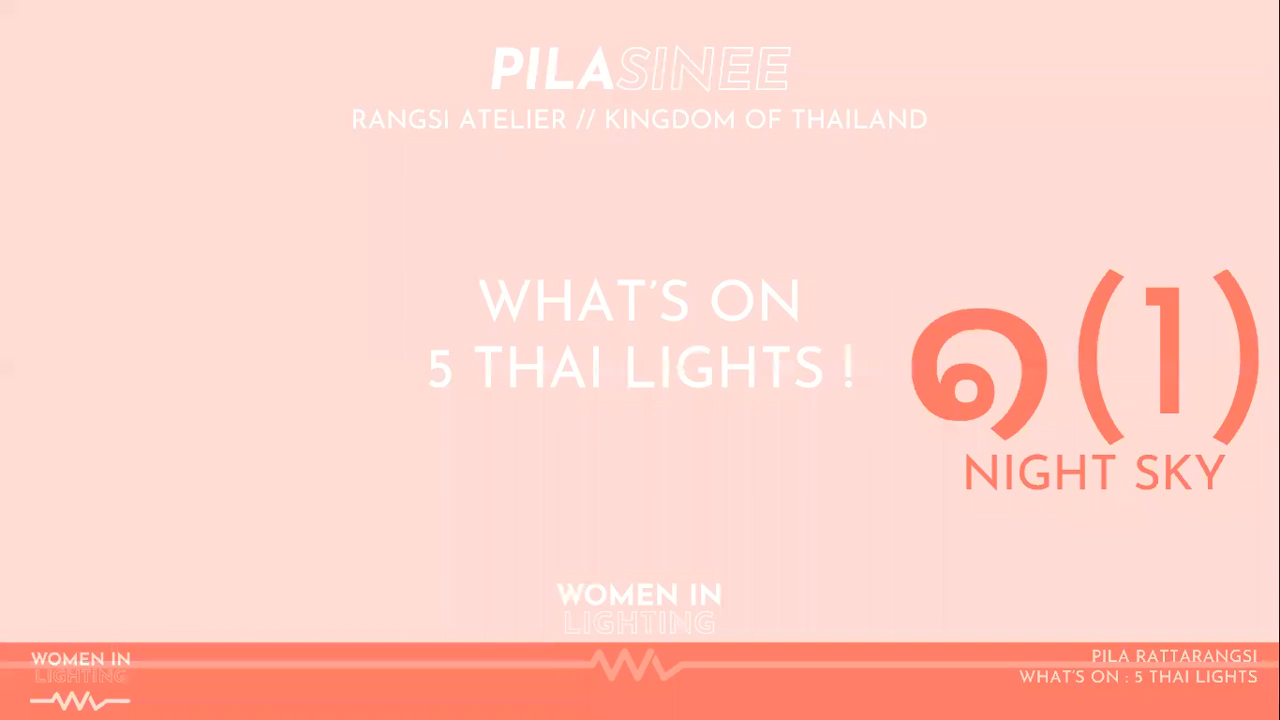 PILASINEE
RANGSI ATELIER // KINGDOM OF THAILAND
WHAT'S ON
5 THAI LIGHTS !
๑(1)
NIGHT SKY
WOMEN IN
LIGHTING
WOMEN IN
LIGHTING
PILA RATTARANGSI
WHAT'S ON : 5 THAI LIGHTS